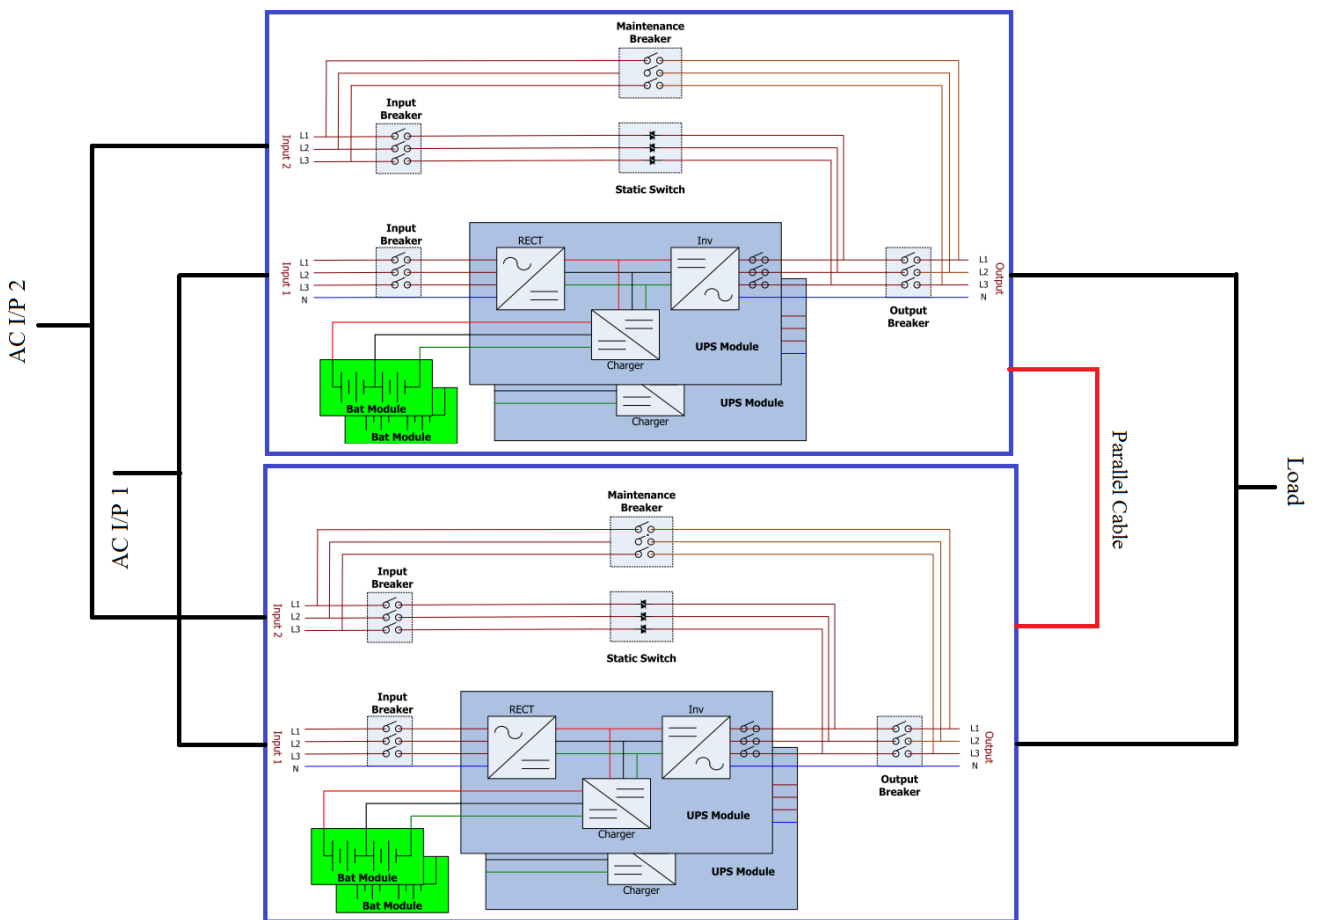 Maintenance
Breaker
Input
Breaker
L1
L2
L3
Input 2
Static Switch
Input
Breaker
RECT
Inv
L1
L2
L3
N
Input 1
L1
L2
L3
N
Output
Output
Breaker
UPS Module
Charger
UPS Module
Charger
Bat Module
Bat Module
AC I/P 2
AC I/P 1
Parallel Cable
Load
Maintenance
Breaker
Input
Breaker
L1
L2
L3
Input 2
Static Switch
Input
Breaker
RECT
Inv
L1
L2
L3
N
Input 1
L1
L2
L3
N
Output
Output
Breaker
UPS Module
Charger
UPS Module
Charger
Bat Module
Bat Module